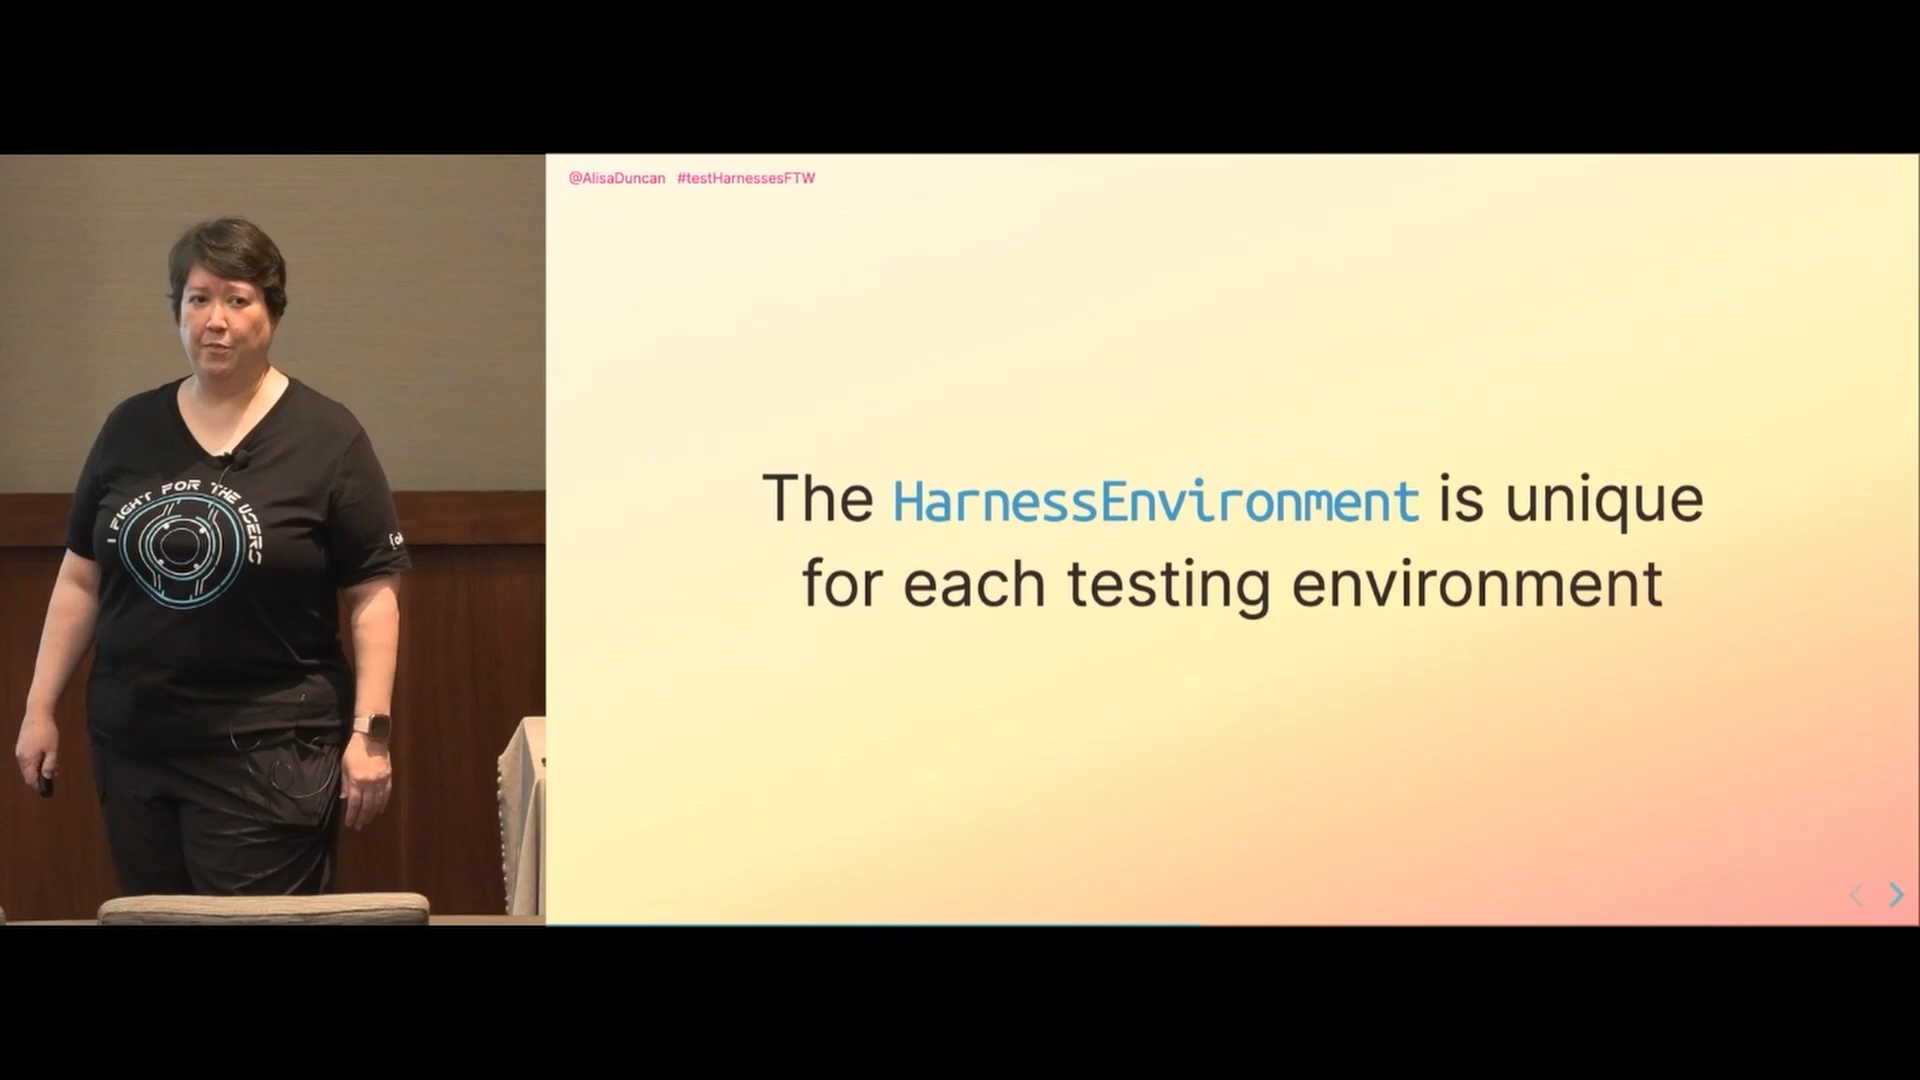 @AlisaDuncan #testHarnessesFTW
I FIGHT FOR THE USERS
The HarnessEnvironment is unique
for each testing environment